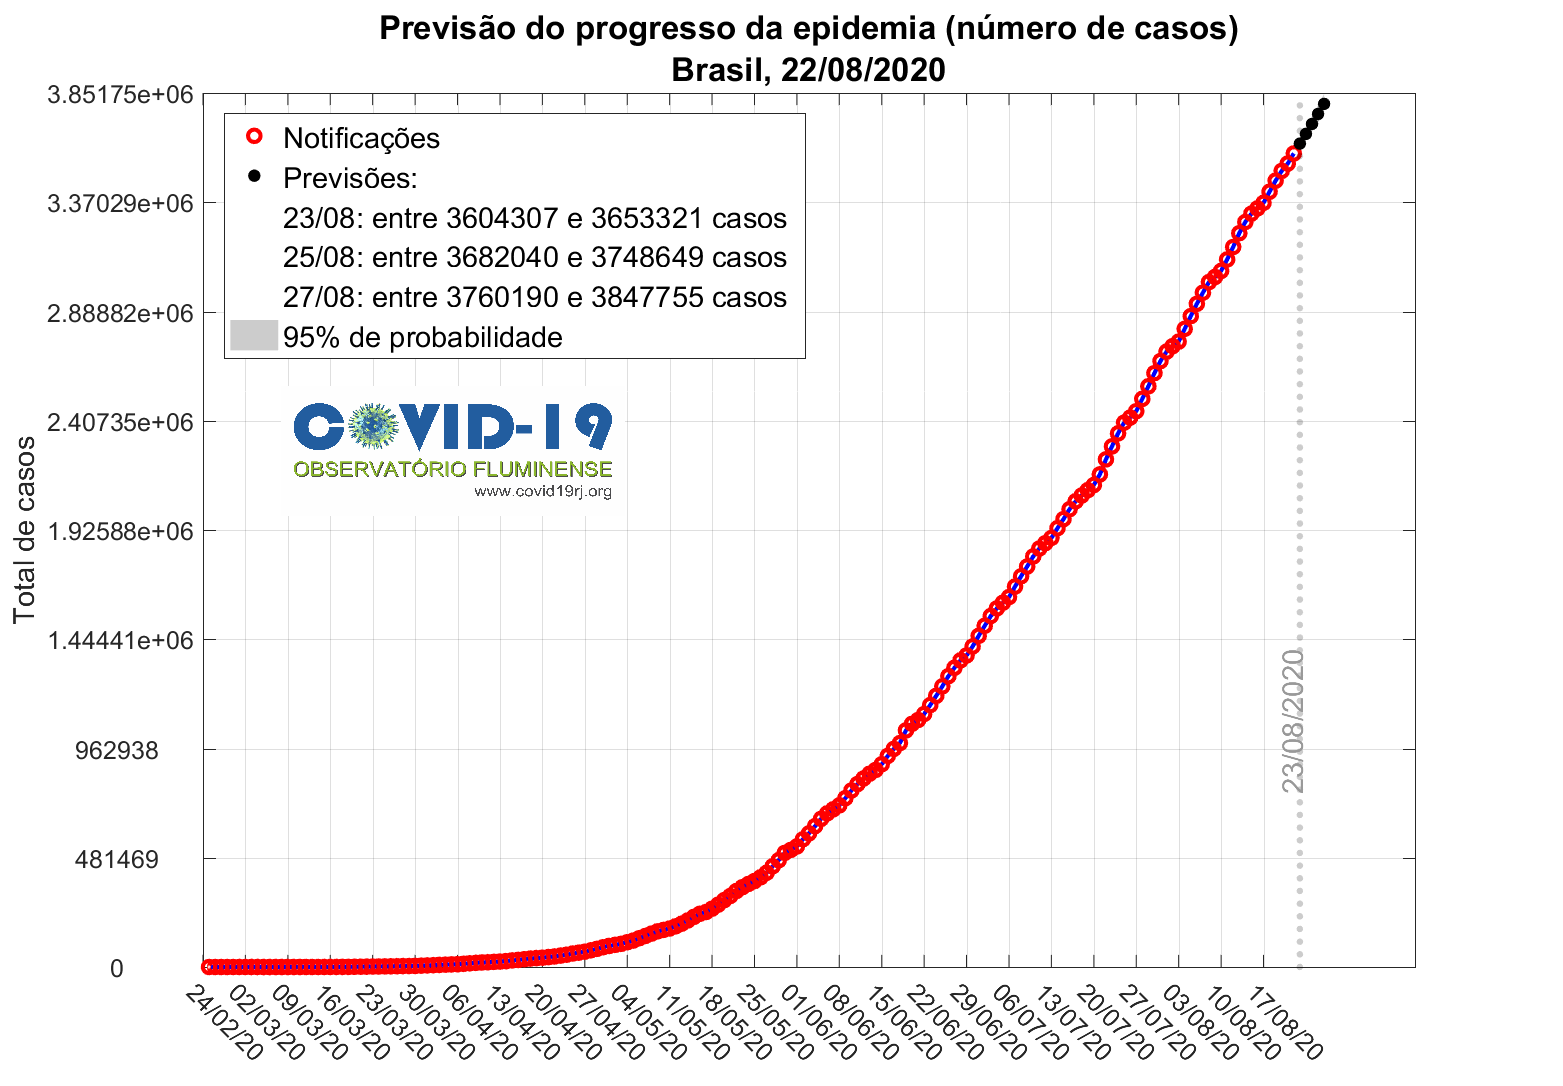 Previsão do progresso da epidemia (número de casos)
Brasil, 22/08/2020
3.85175e+06
3.37029e+06
2.88882e+06
2.40735e+06
1.92588e+06
1.44441e+06
962938
481469
0
Total de casos
Notificações
Previsões:
23/08: entre 3604307 e 3653321 casos
25/08: entre 3682040 e 3748649 casos
27/08: entre 3760190 e 3847755 casos
95% de probabilidade
COVID-19
OBSERVATÓRIO FLUMINENSE
www.covid19rj.org
23/08/2020
24/02/20
02/03/20
09/03/20
16/03/20
23/03/20
30/03/20
06/04/20
13/04/20
20/04/20
27/04/20
04/05/20
11/05/20
18/05/20
25/05/20
01/06/20
08/06/20
15/06/20
22/06/20
29/06/20
06/07/20
13/07/20
20/07/20
27/07/20
03/08/20
10/08/20
17/08/20